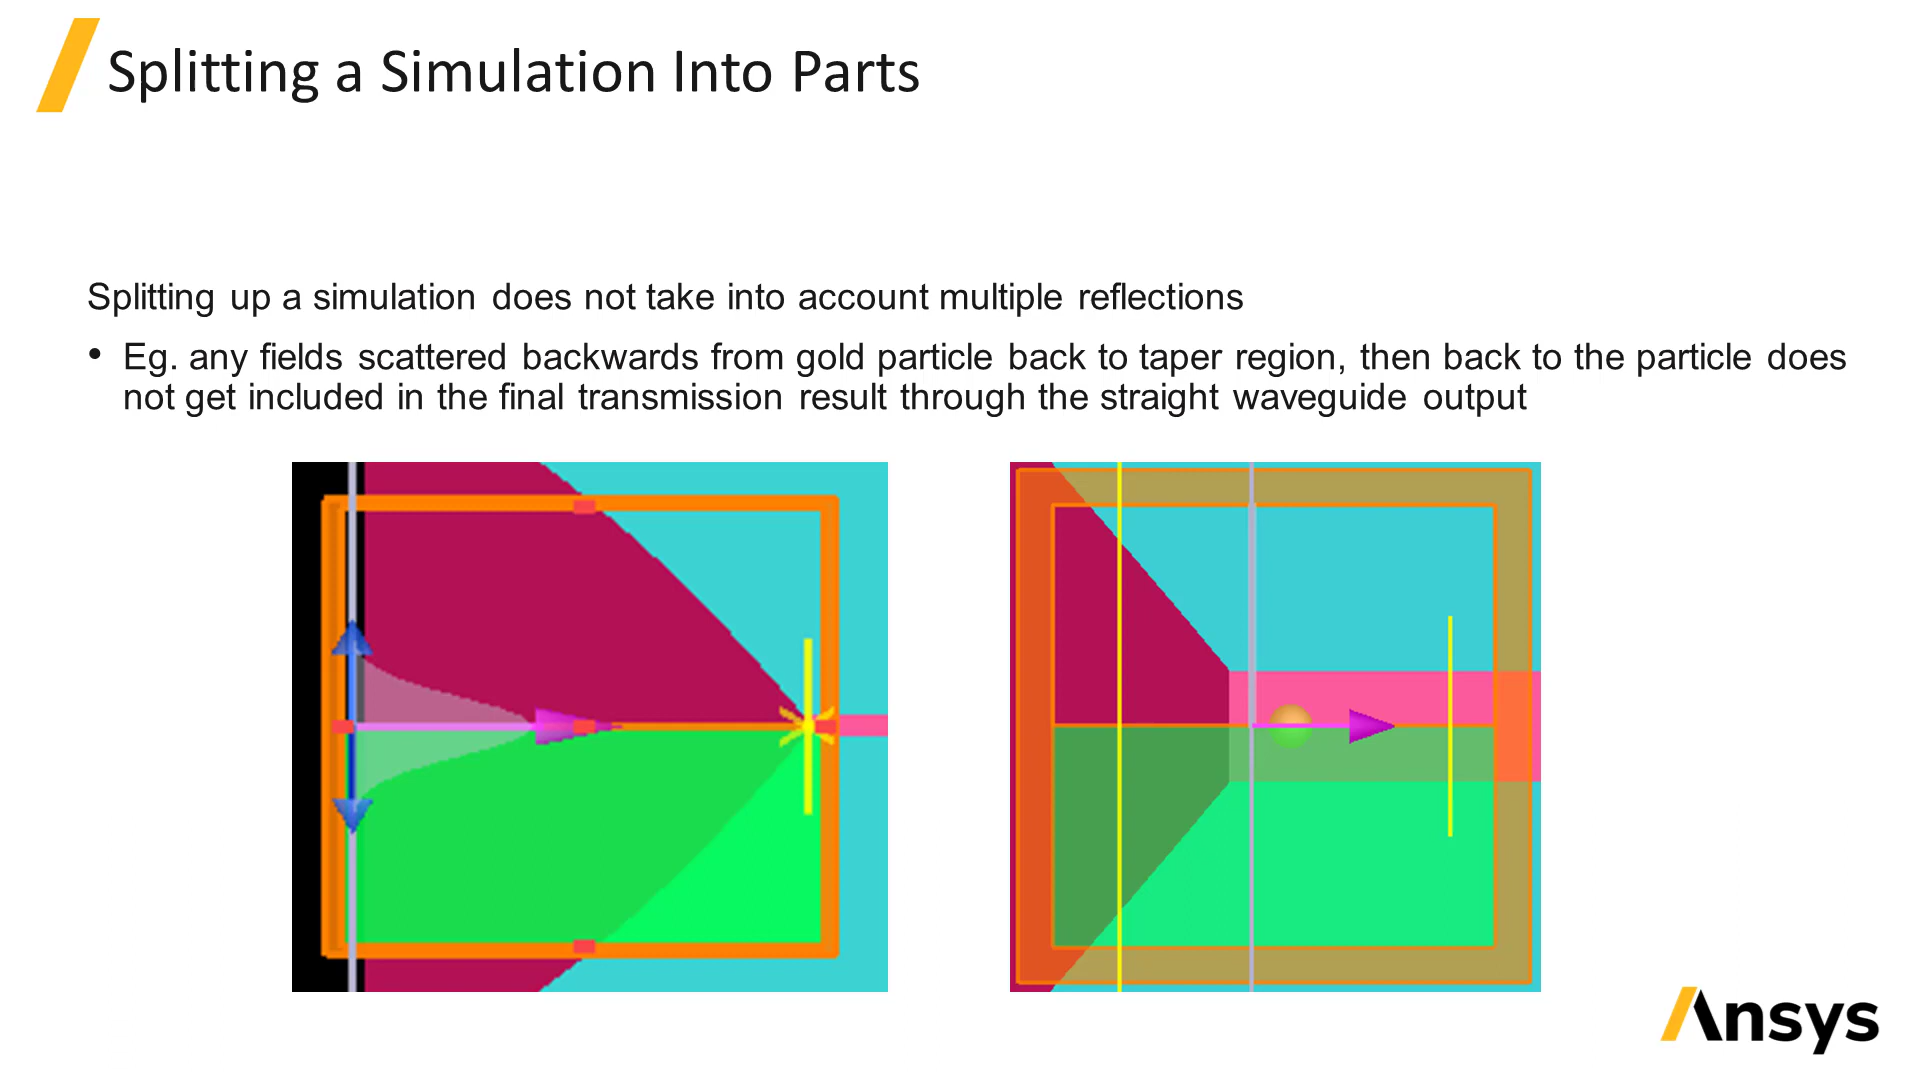 Splitting a Simulation Into Parts
Splitting up a simulation does not take into account multiple reflections
• Eg. any fields scattered backwards from gold particle back to taper region, then back to the particle does
not get included in the final transmission result through the straight waveguide output
Ansys